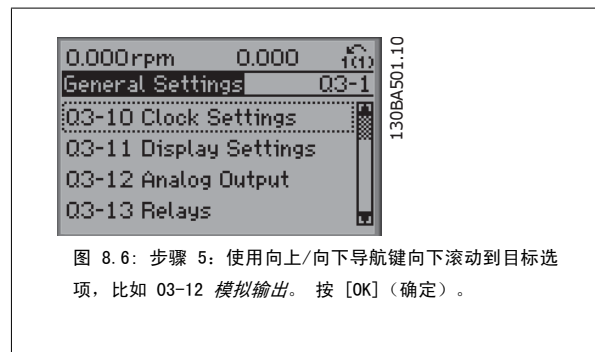 0.000rpm 0.000 1(1)
General Settings Q3-1
Q3-10 Clock Settings
Q3-11 Display Settings
Q3-12 Analog Output
Q3-13 Relays
130BA501.10
图 8.6: 步骤 5：使用向上/向下导航键向下滚动到目标选
项，比如 03-12 模拟输出。 按 [OK]（确定）。